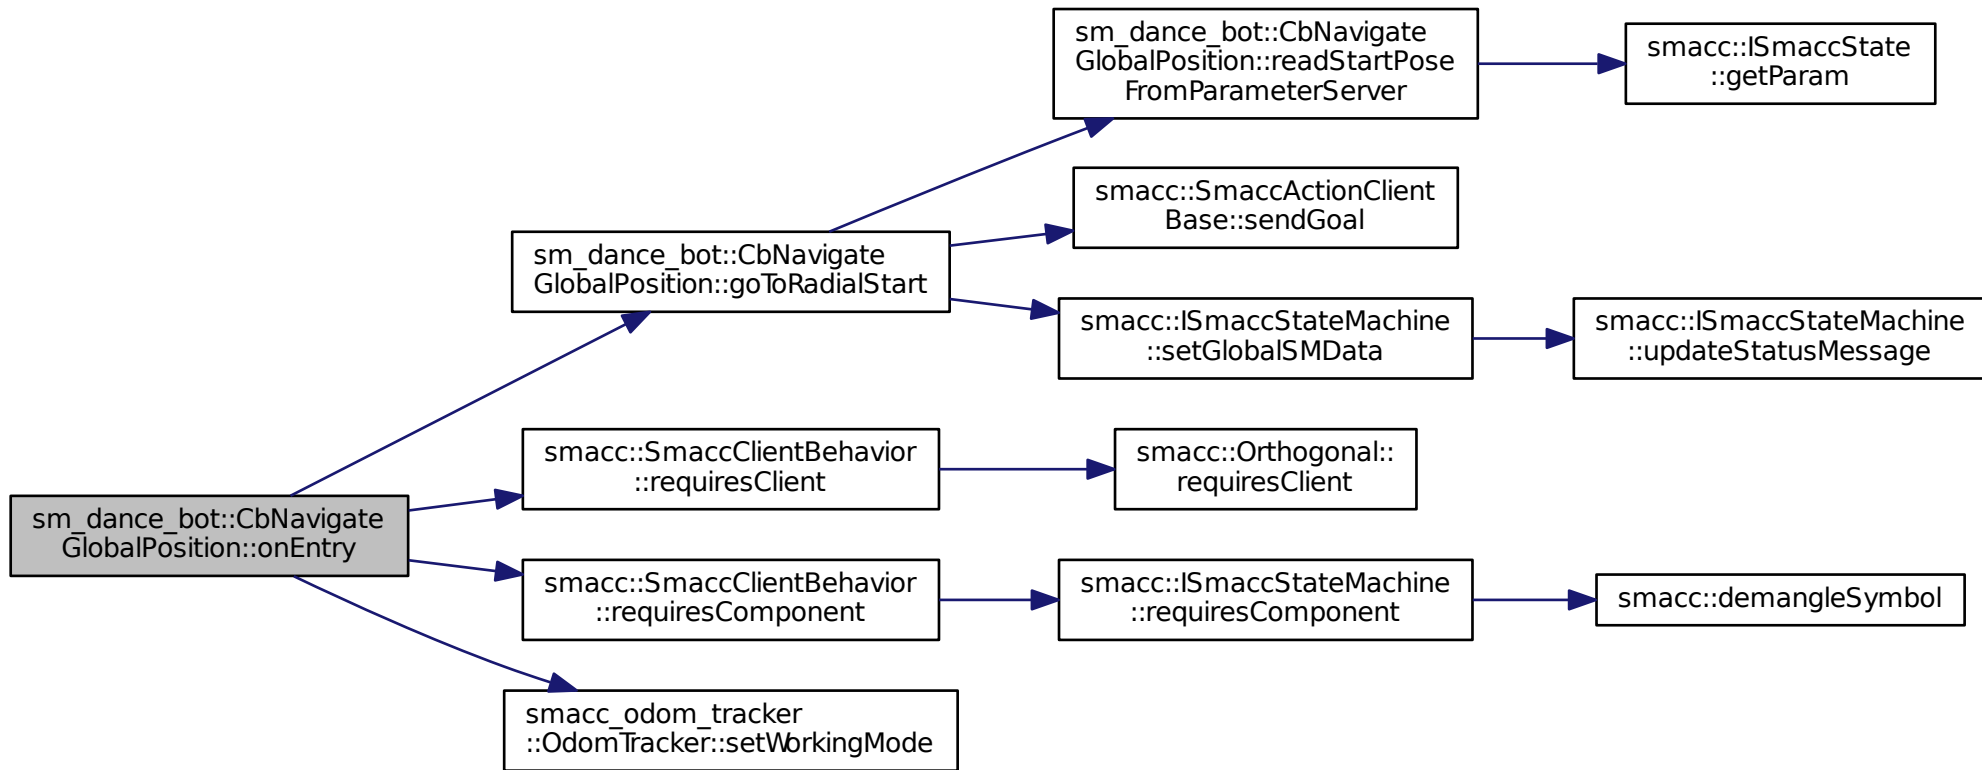 sm_dance_bot::CbNavigate
GlobalPosition::onEntry
sm_dance_bot::CbNavigate
GlobalPosition::goToRadialStart
sm_dance_bot::CbNavigate
GlobalPosition::readStartPose
FromParameterServer
smacc::ISmaccState
::getParam
smacc::SmaccActionClient
Base::sendGoal
smacc::ISmaccStateMachine
::setGlobalSMData
smacc::ISmaccStateMachine
::updateStatusMessage
smacc::SmaccClientBehavior
::requiresClient
smacc::Orthogonal::
requiresClient
smacc::SmaccClientBehavior
::requiresComponent
smacc::ISmaccStateMachine
::requiresComponent
smacc::demangleSymbol
smacc_odom_tracker
::OdomTracker::setWorkingMode